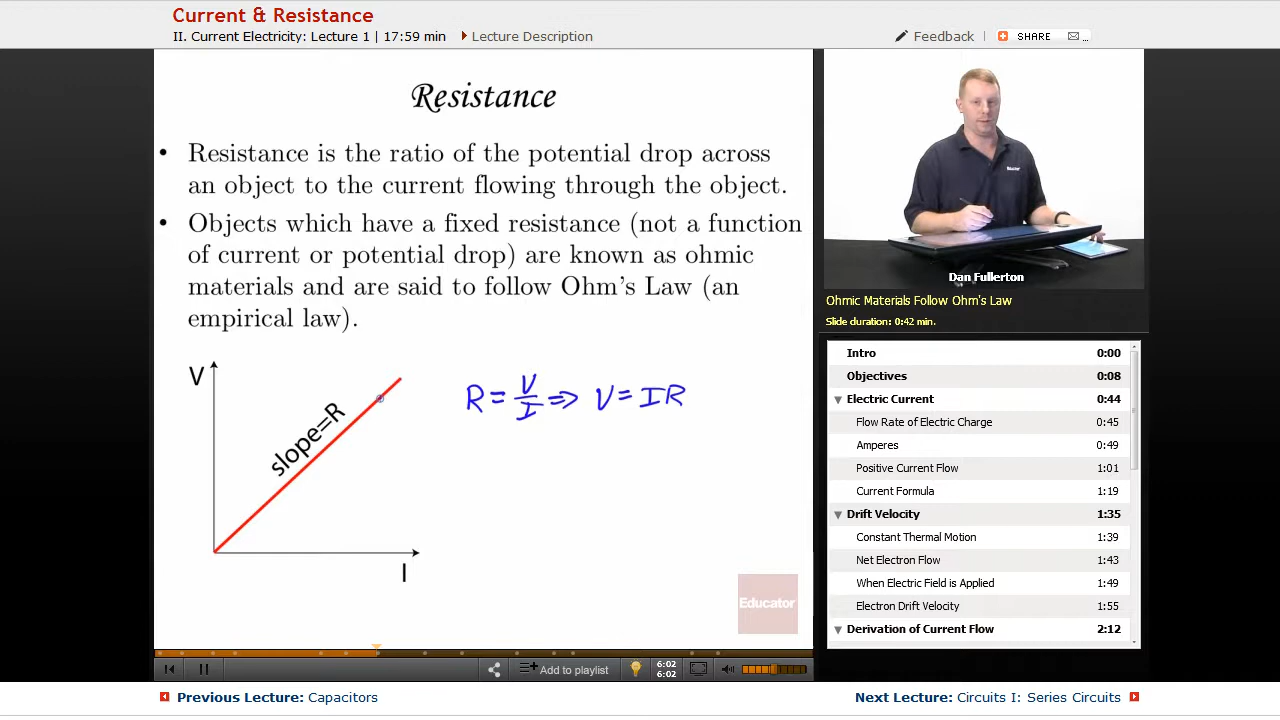 Current & Resistance
II. Current Electricity: Lecture 1 | 17:59 min
Lecture Description
Feedback
SHARE
...
Resistance
• Resistance is the ratio of the potential drop across
an object to the current flowing through the object.
• Objects which have a fixed resistance (not a function
of current or potential drop) are known as ohmic
materials and are said to follow Ohm's Law (an
empirical law).
V
slope=R
I
R = V/I ⇒ V = IR
Educator
Educator
Dan Fullerton
Ohmic Materials Follow Ohm's Law
Slide duration: 0:42 min.
Intro 0:00
Objectives 0:08
Electric Current 0:44
Flow Rate of Electric Charge 0:45
Amperes 0:49
Positive Current Flow 1:01
Current Formula 1:19
Drift Velocity 1:35
Constant Thermal Motion 1:39
Net Electron Flow 1:43
When Electric Field is Applied 1:49
Electron Drift Velocity 1:55
Derivation of Current Flow 2:12
Add to playlist
6:02
6:02
Previous Lecture: Capacitors
Next Lecture: Circuits I: Series Circuits